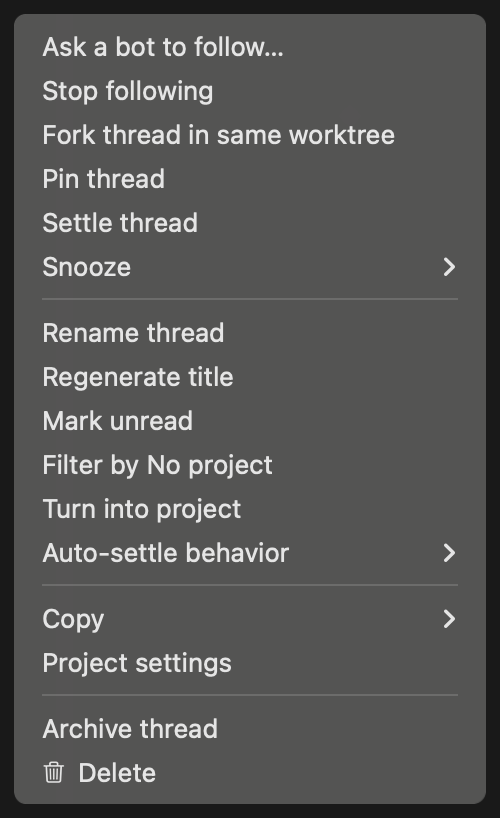 Ask a bot to follow...
Stop following
Fork thread in same worktree
Pin thread
Settle thread
Snooze
Rename thread
Regenerate title
Mark unread
Filter by No project
Turn into project
Auto-settle behavior
Copy
Project settings
Archive thread
Delete